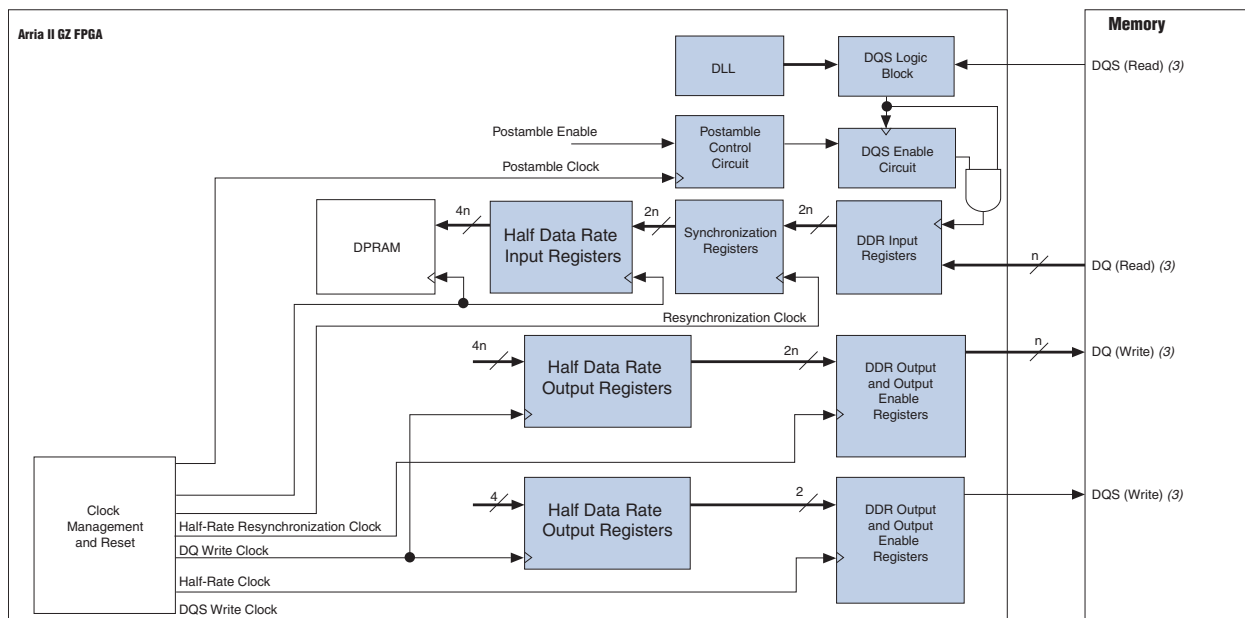 Arria II GZ FPGA
Memory
DLL
DQS Logic
Block
DQS (Read) (3)
Postamble Enable
Postamble
Control
Circuit
DQS Enable
Circuit
Postamble Clock
DPRAM
4n
Half Data Rate
Input Registers
2n
Synchronization
Registers
2n
DDR Input
Registers
n
DQ (Read) (3)
Resynchronization Clock
4n
Half Data Rate
Output Registers
2n
DDR Output
and Output
Enable
Registers
n
DQ (Write) (3)
Clock
Management
and Reset
Half-Rate Resynchronization Clock
DQ Write Clock
Half-Rate Clock
DQS Write Clock
4
Half Data Rate
Output Registers
2
DDR Output
and Output
Enable
Registers
DQS (Write) (3)